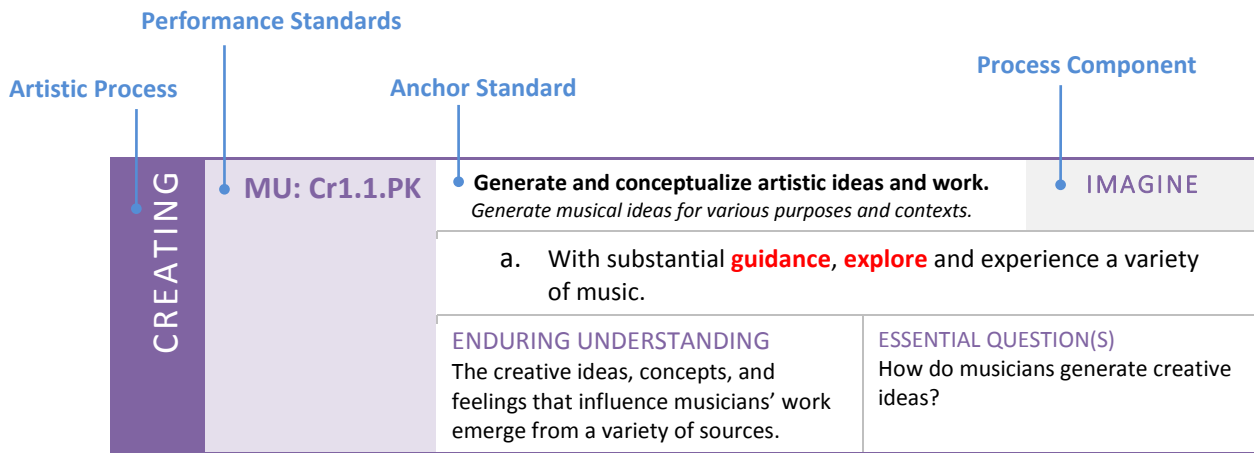 Performance Standards
Artistic Process
Anchor Standard
Process Component
CREATING
MU: Cr1.1.PK
Generate and conceptualize artistic ideas and work.
Generate musical ideas for various purposes and contexts.
IMAGINE
a. With substantial guidance, explore and experience a variety
of music.
ENDURING UNDERSTANDING
The creative ideas, concepts, and
feelings that influence musicians’ work
emerge from a variety of sources.
ESSENTIAL QUESTION(S)
How do musicians generate creative
ideas?